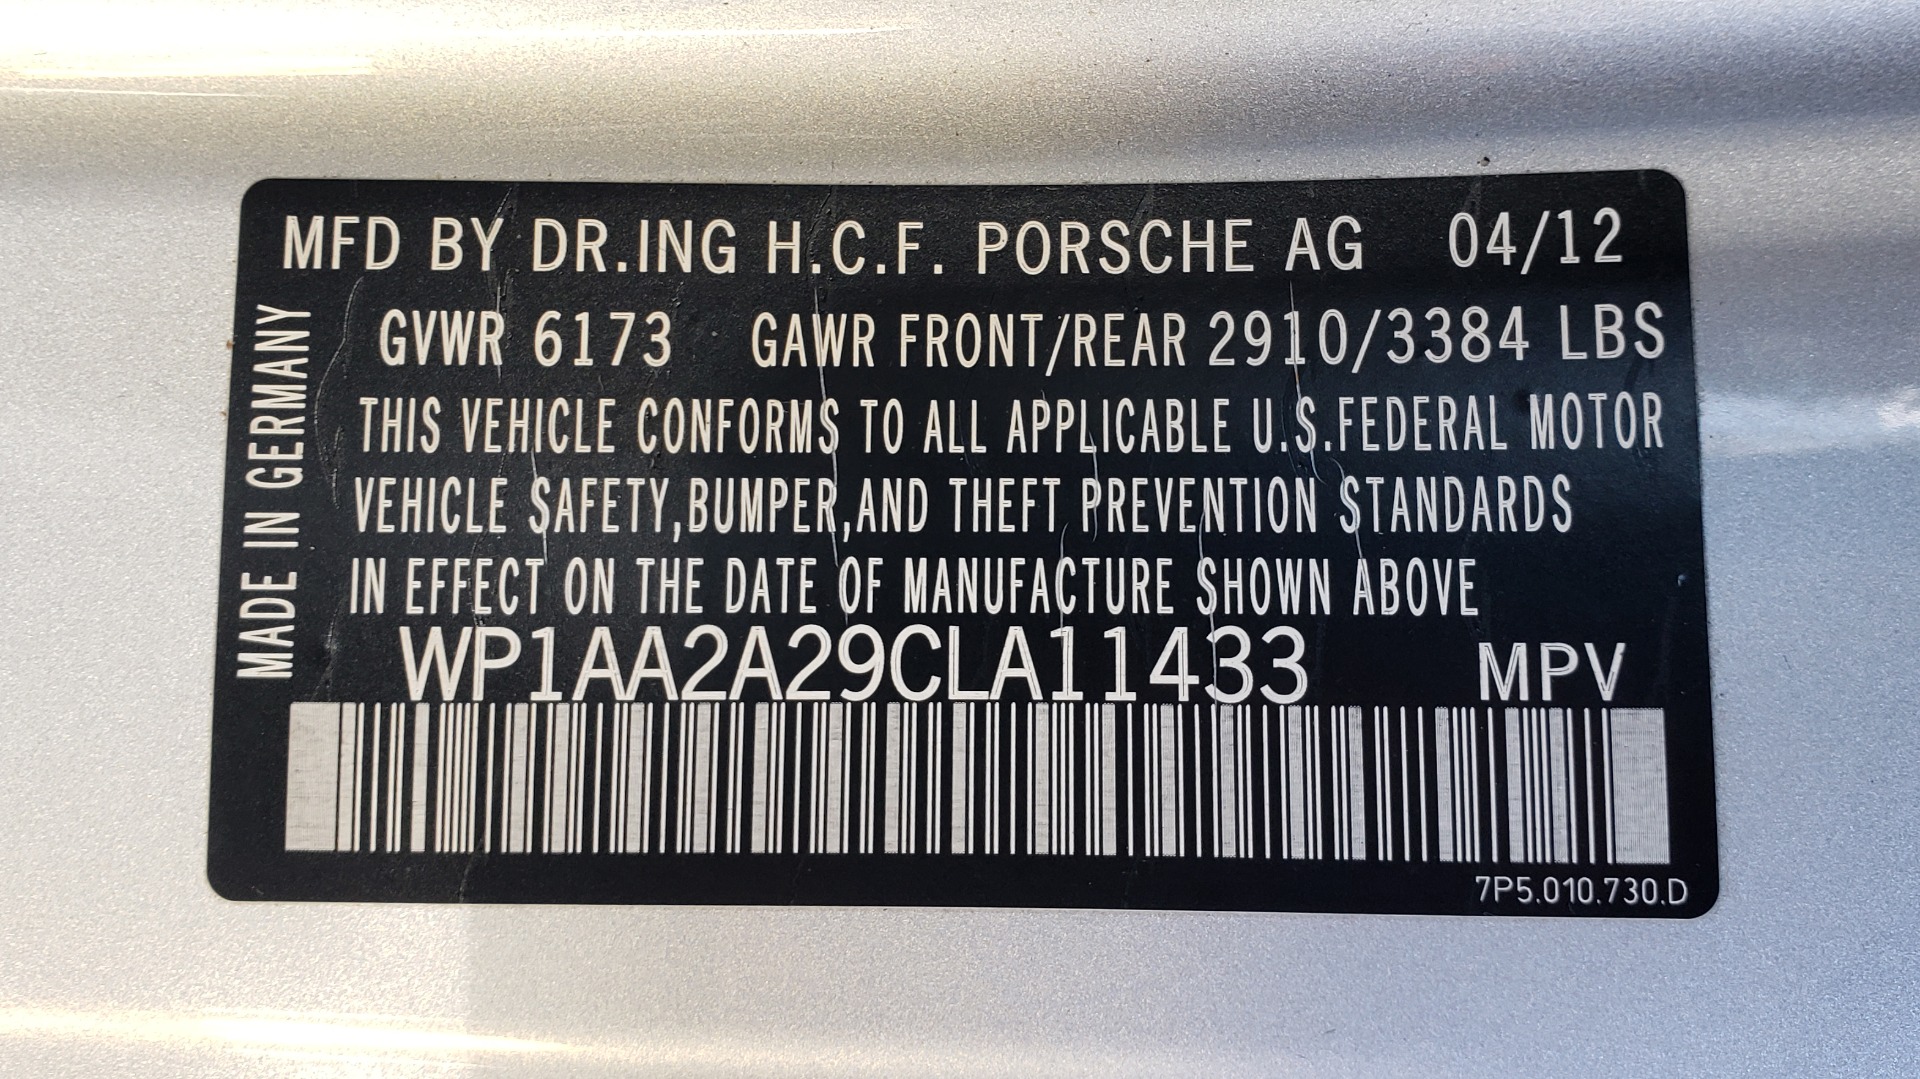 MFD BY DR.ING H.C.F. PORSCHE AG 04/12
GVWR 6173 GAWR FRONT/REAR 2910/3384 LBS
THIS VEHICLE CONFORMS TO ALL APPLICABLE U.S.FEDERAL MOTOR
VEHICLE SAFETY,BUMPER,AND THEFT PREVENTION STANDARDS
IN EFFECT ON THE DATE OF MANUFACTURE SHOWN ABOVE
WP1AA2A29CLA11433 MPV
MADE IN GERMANY
7P5.010.730.D